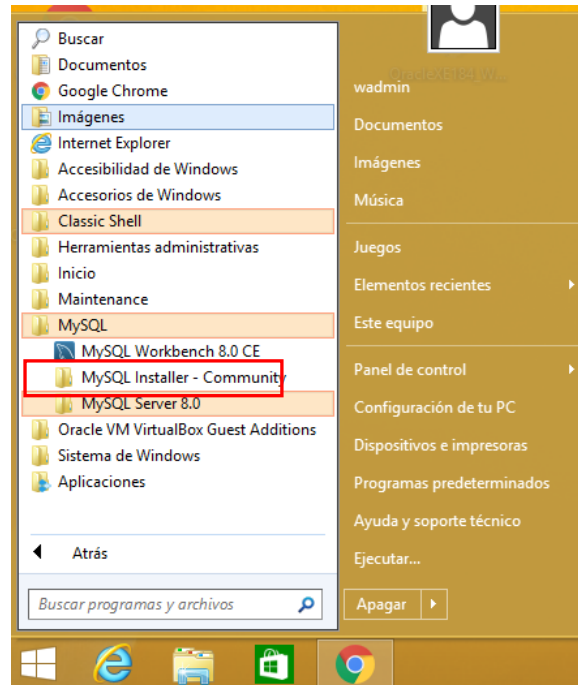 Buscar
Documentos
Google Chrome
Imágenes
Internet Explorer
Accesibilidad de Windows
Accesorios de Windows
Classic Shell
Herramientas administrativas
Inicio
Maintenance
MySQL
MySQL Workbench 8.0 CE
MySQL Installer - Community
MySQL Server 8.0
Oracle VM VirtualBox Guest Additions
Sistema de Windows
Aplicaciones
Atrás
Buscar programas y archivos
wadmin
Documentos
Imágenes
Música
Juegos
Elementos recientes
Este equipo
Panel de control
Configuración de tu PC
Dispositivos e impresoras
Programas predeterminados
Ayuda y soporte técnico
Ejecutar...
Apagar